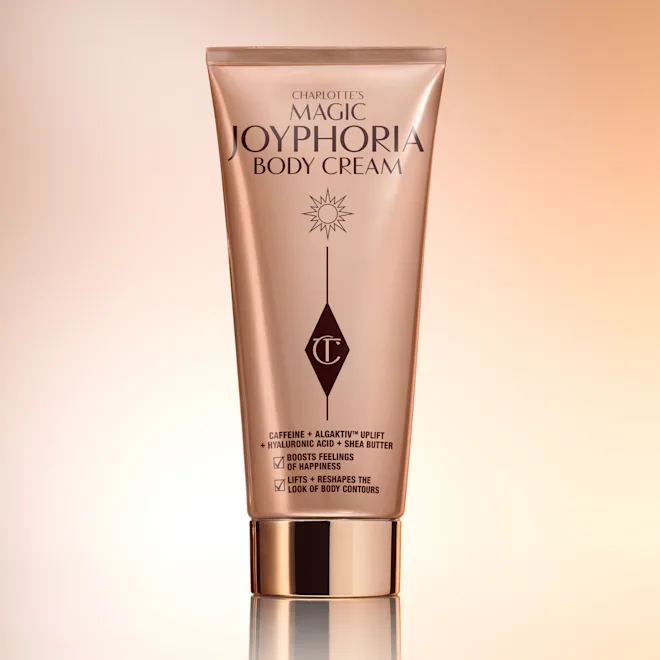 CHARLOTTE'S
MAGIC
JOYPHORIA
BODY CREAM
CT
CAFFEINE + ALGAKTIV™ UPLIFT
+ HYALURONIC ACID + SHEA BUTTER
BOOSTS FEELINGS
OF HAPPINESS
LIFTS + RESHAPES THE
LOOK OF BODY CONTOURS